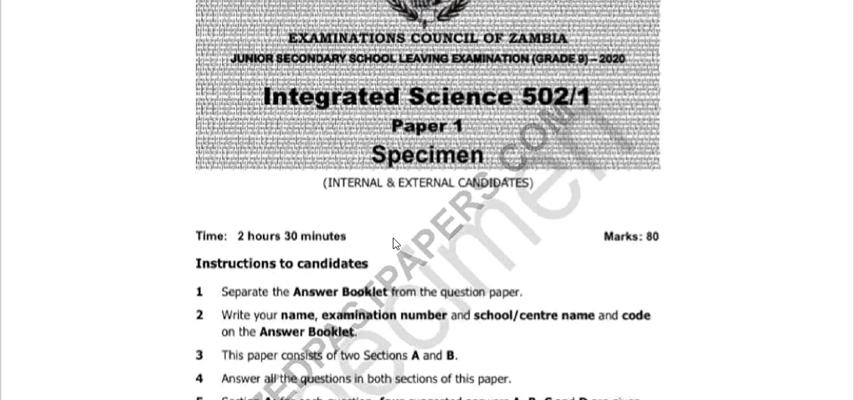 EXAMINATIONS COUNCIL OF ZAMBIA
JUNIOR SECONDARY SCHOOL LEAVING EXAMINATION (GRADE 9) – 2020
Integrated Science 502/1
Paper 1
Specimen
(INTERNAL & EXTERNAL CANDIDATES)
Time: 2 hours 30 minutes Marks: 80
Instructions to candidates
1 Separate the Answer Booklet from the question paper.
2 Write your name, examination number and school/centre name and code
on the Answer Booklet.
3 This paper consists of two Sections A and B.
4 Answer all the questions in both sections of this paper.
ZEDPASTPAPERS.COM
Specimen